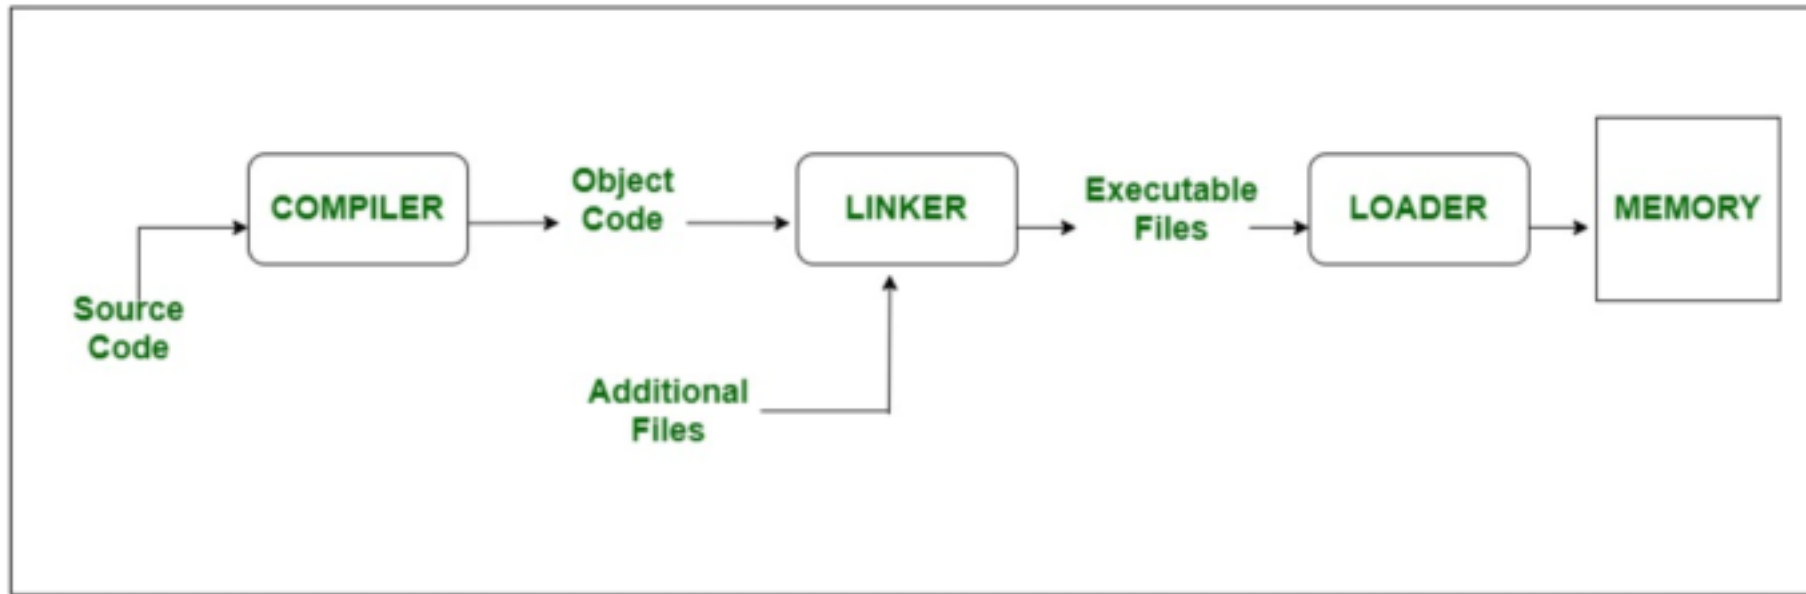 Source
Code
COMPILER
Object
Code
Additional
Files
LINKER
Executable
Files
LOADER
MEMORY